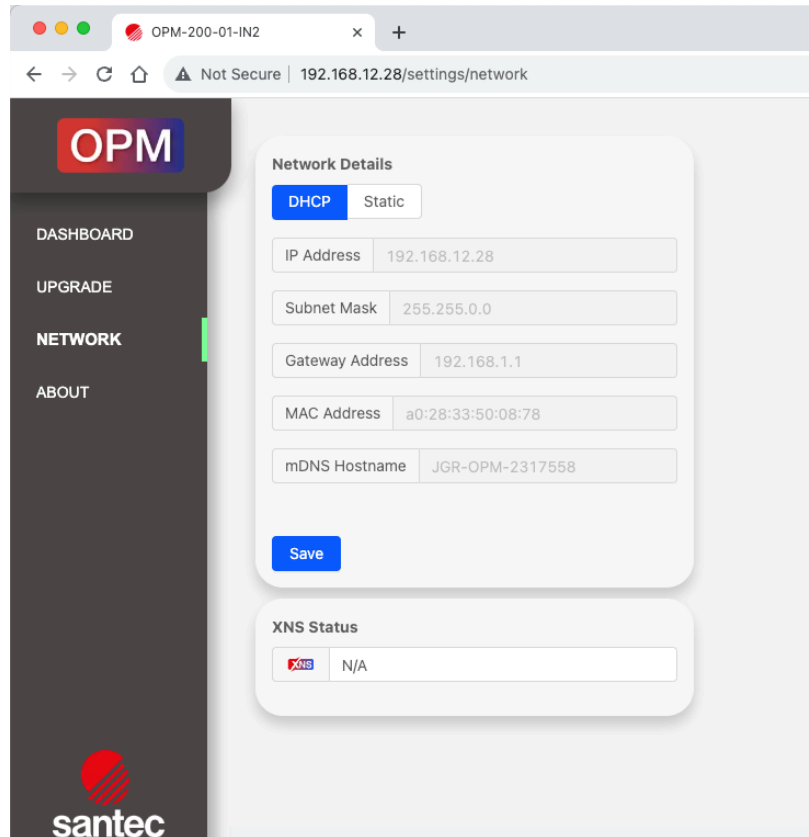 OPM-200-01-IN2
Not Secure | 192.168.12.28/settings/network
OPM
DASHBOARD
UPGRADE
NETWORK
ABOUT
santec
Network Details
DHCP Static
IP Address 192.168.12.28
Subnet Mask 255.255.0.0
Gateway Address 192.168.1.1
MAC Address a0:28:33:50:08:78
mDNS Hostname JGR-OPM-2317558
Save
XNS Status
XNS N/A